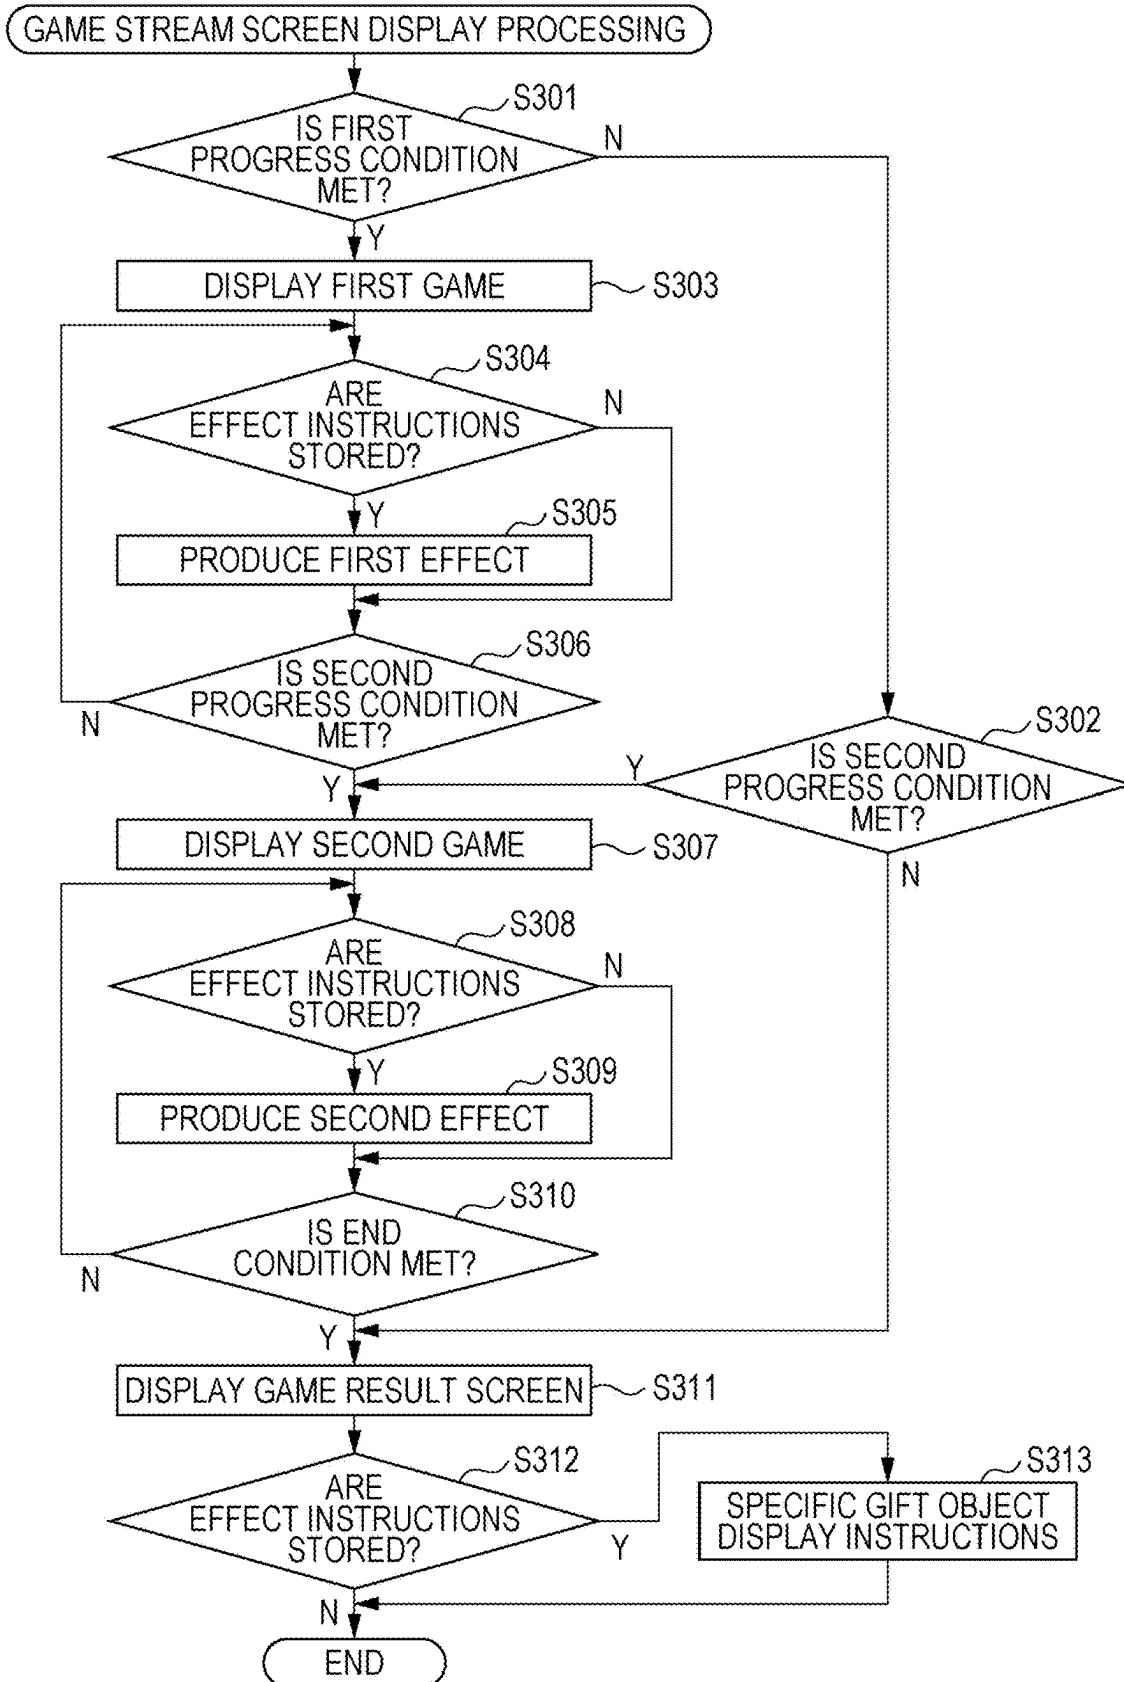 GAME STREAM SCREEN DISPLAY PROCESSING
S301
IS FIRST
PROGRESS CONDITION
MET?
N
Y
DISPLAY FIRST GAME
S303
S304
ARE
EFFECT INSTRUCTIONS
STORED?
N
Y
S305
PRODUCE FIRST EFFECT
S306
IS SECOND
PROGRESS CONDITION
MET?
N
Y
S302
IS SECOND
PROGRESS CONDITION
MET?
Y
N
DISPLAY SECOND GAME
S307
S308
ARE
EFFECT INSTRUCTIONS
STORED?
N
Y
S309
PRODUCE SECOND EFFECT
S310
IS END
CONDITION MET?
N
Y
DISPLAY GAME RESULT SCREEN
S311
S312
ARE
EFFECT INSTRUCTIONS
STORED?
Y
N
S313
SPECIFIC GIFT OBJECT
DISPLAY INSTRUCTIONS
END